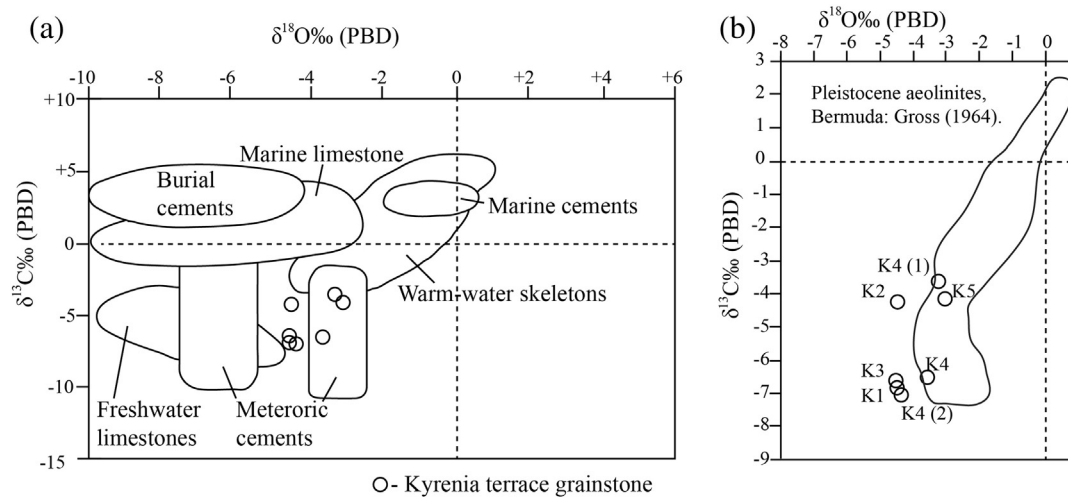 (a)
δ18O‰ (PBD)
-10 -8 -6 -4 -2 0 +2 +4 +6
+10
+5
0
-5
-10
-15
δ13C‰ (PBD)
Marine limestone
Burial
cements
Marine cements
Warm-water skeletons
Freshwater
limestones
Meteroric
cements
O- Kyrenia terrace grainstone
(b)
δ18O‰ (PBD)
-8 -7 -6 -5 -4 -3 -2 -1 0
3
2
1
0
-1
-2
-3
-4
-5
-6
-7
-8
-9
δ13C‰ (PBD)
Pleistocene aeolinites,
Bermuda: Gross (1964).
K4 (1)
K2
K5
K3
K4
K1
K4 (2)